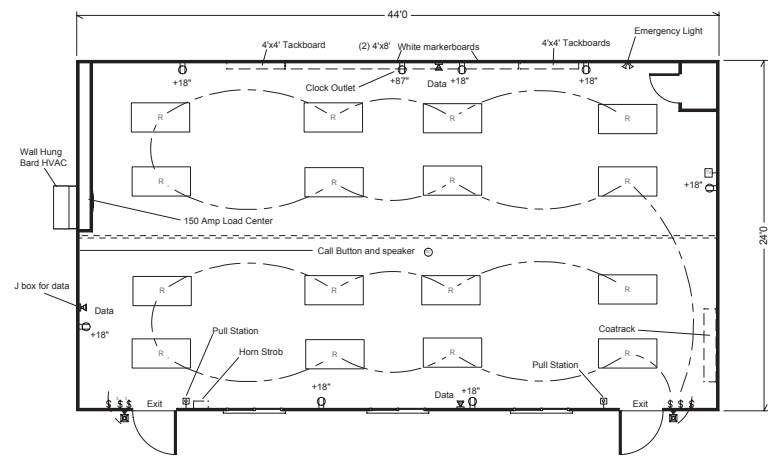 44'0
Emergency Light
4'x4' Tackboard
(2) 4'x8' White markerboards
4'x4' Tackboards
+18"
Clock Outlet
+87"
Data
+18"
+18"
R R R R
Wall Hung
Bard HVAC
R R R R
+18"
150 Amp Load Center
24'0
Call Button and speaker
J box for data
R R R R
Data
+18"
Pull Station
Coatrack
Horn Strob
R R R R
Pull Station
+18"
Data
+18"
$ $ $
Exit
Exit
$ $ $